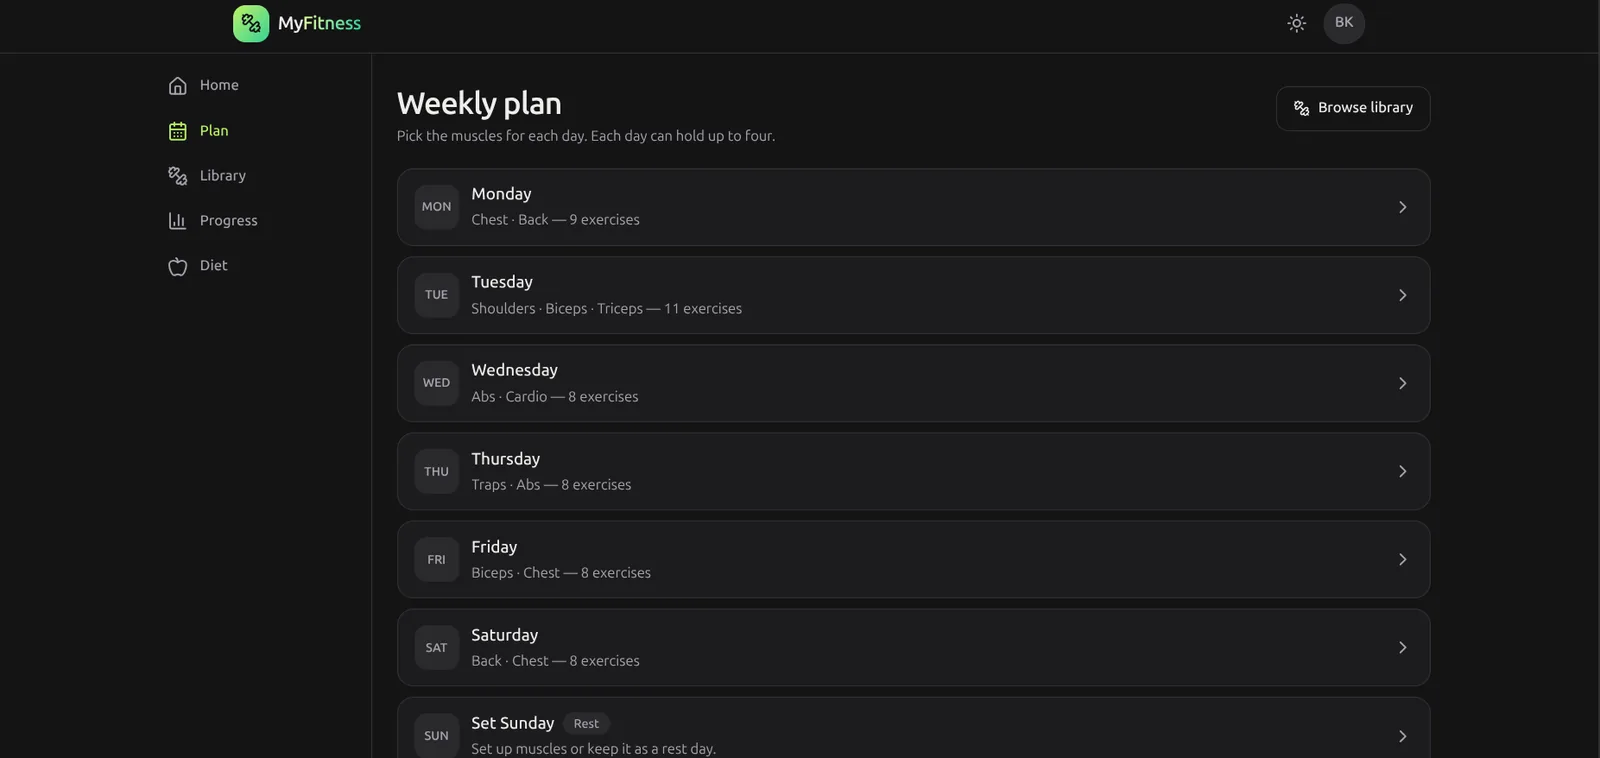 MyFitness
BK
Home
Plan
Library
Progress
Diet
Weekly plan
Pick the muscles for each day. Each day can hold up to four.
Browse library
MON
Monday
Chest · Back — 9 exercises
TUE
Tuesday
Shoulders · Biceps · Triceps — 11 exercises
WED
Wednesday
Abs · Cardio — 8 exercises
THU
Thursday
Traps · Abs — 8 exercises
FRI
Friday
Biceps · Chest — 8 exercises
SAT
Saturday
Back · Chest — 8 exercises
SUN
Set Sunday Rest
Set up muscles or keep it as a rest day.